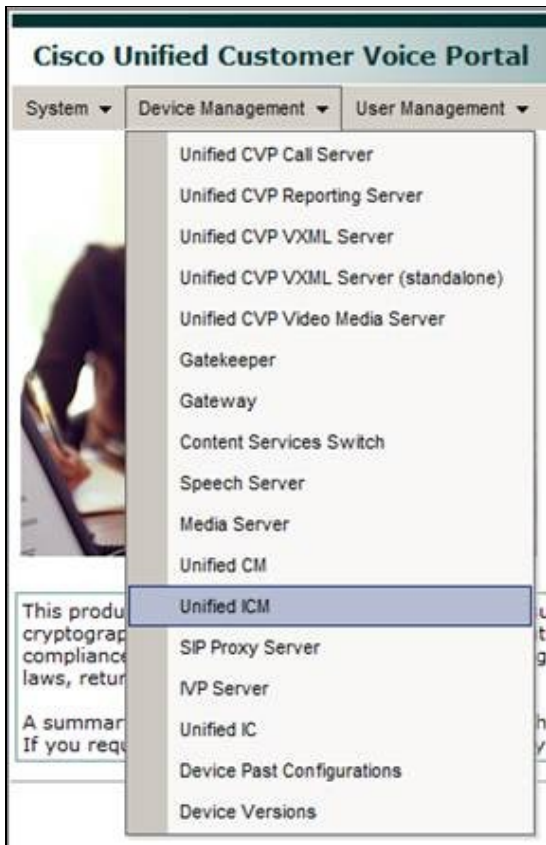 Cisco Unified Customer Voice Portal
System Device Management User Management
Unified CVP Call Server
Unified CVP Reporting Server
Unified CVP VXML Server
Unified CVP VXML Server (standalone)
Unified CVP Video Media Server
Gatekeeper
Gateway
Content Services Switch
Speech Server
Media Server
Unified CM
Unified ICM
SIP Proxy Server
IVP Server
Unified IC
Device Past Configurations
Device Versions
This produ
cryptograp
compliance
laws, retur
A summar
If you requ